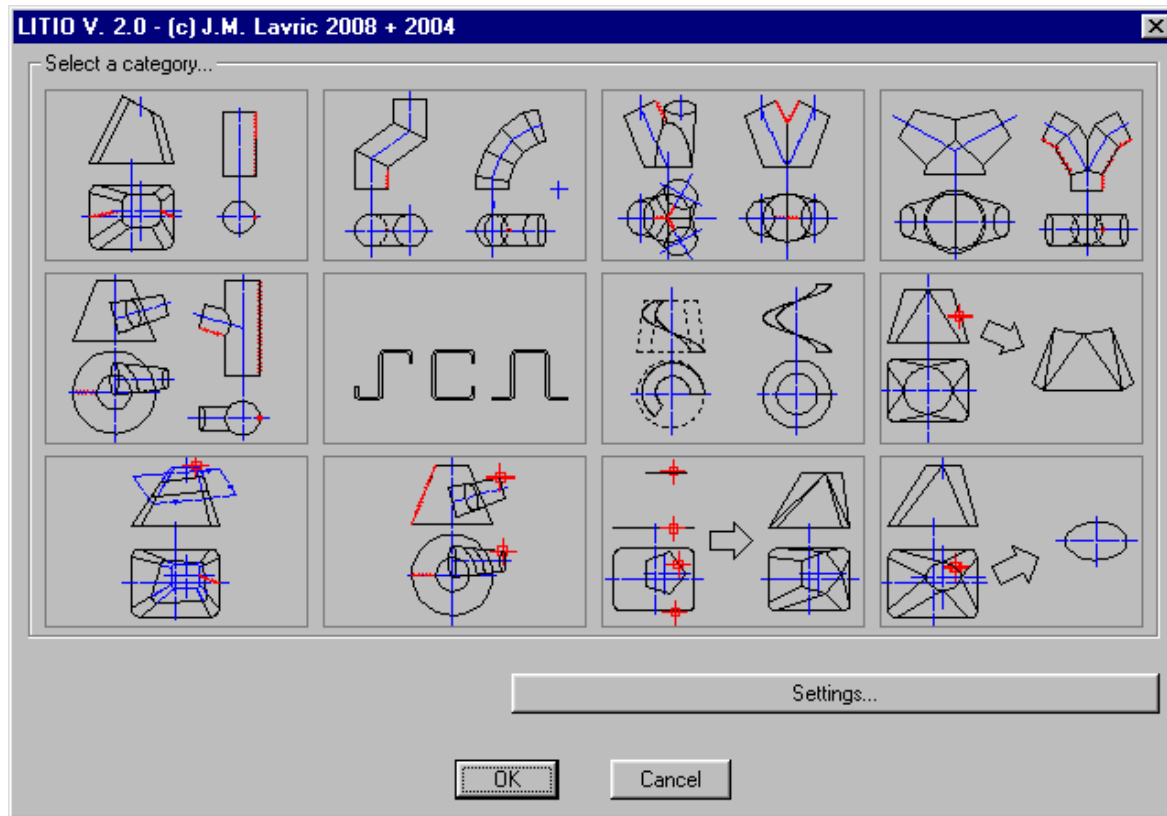 LITIO V. 2.0 - (c) J.M. Lavric 2008 + 2004
Select a category...
Settings...
OK
Cancel